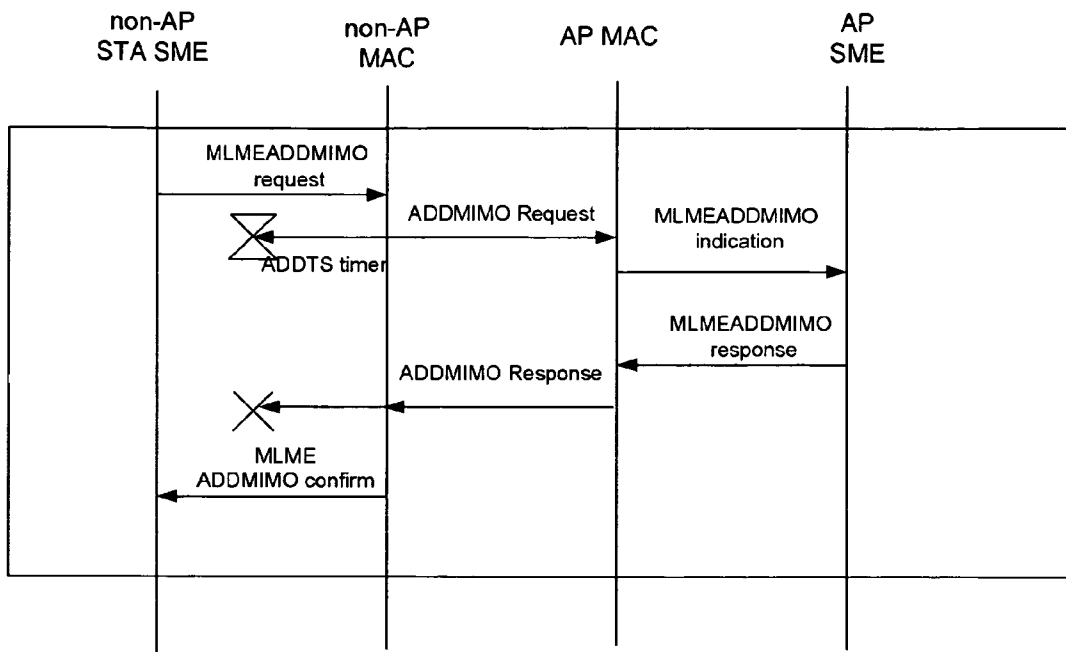 non-AP
STA SME
non-AP
MAC
AP MAC
AP
SME
MLMEADDMIMO
request
ADDMIMO Request
MLMEADDMIMO
indication
ADDTS timer
MLMEADDMIMO
response
ADDMIMO Response
MLME
ADDMIMO confirm